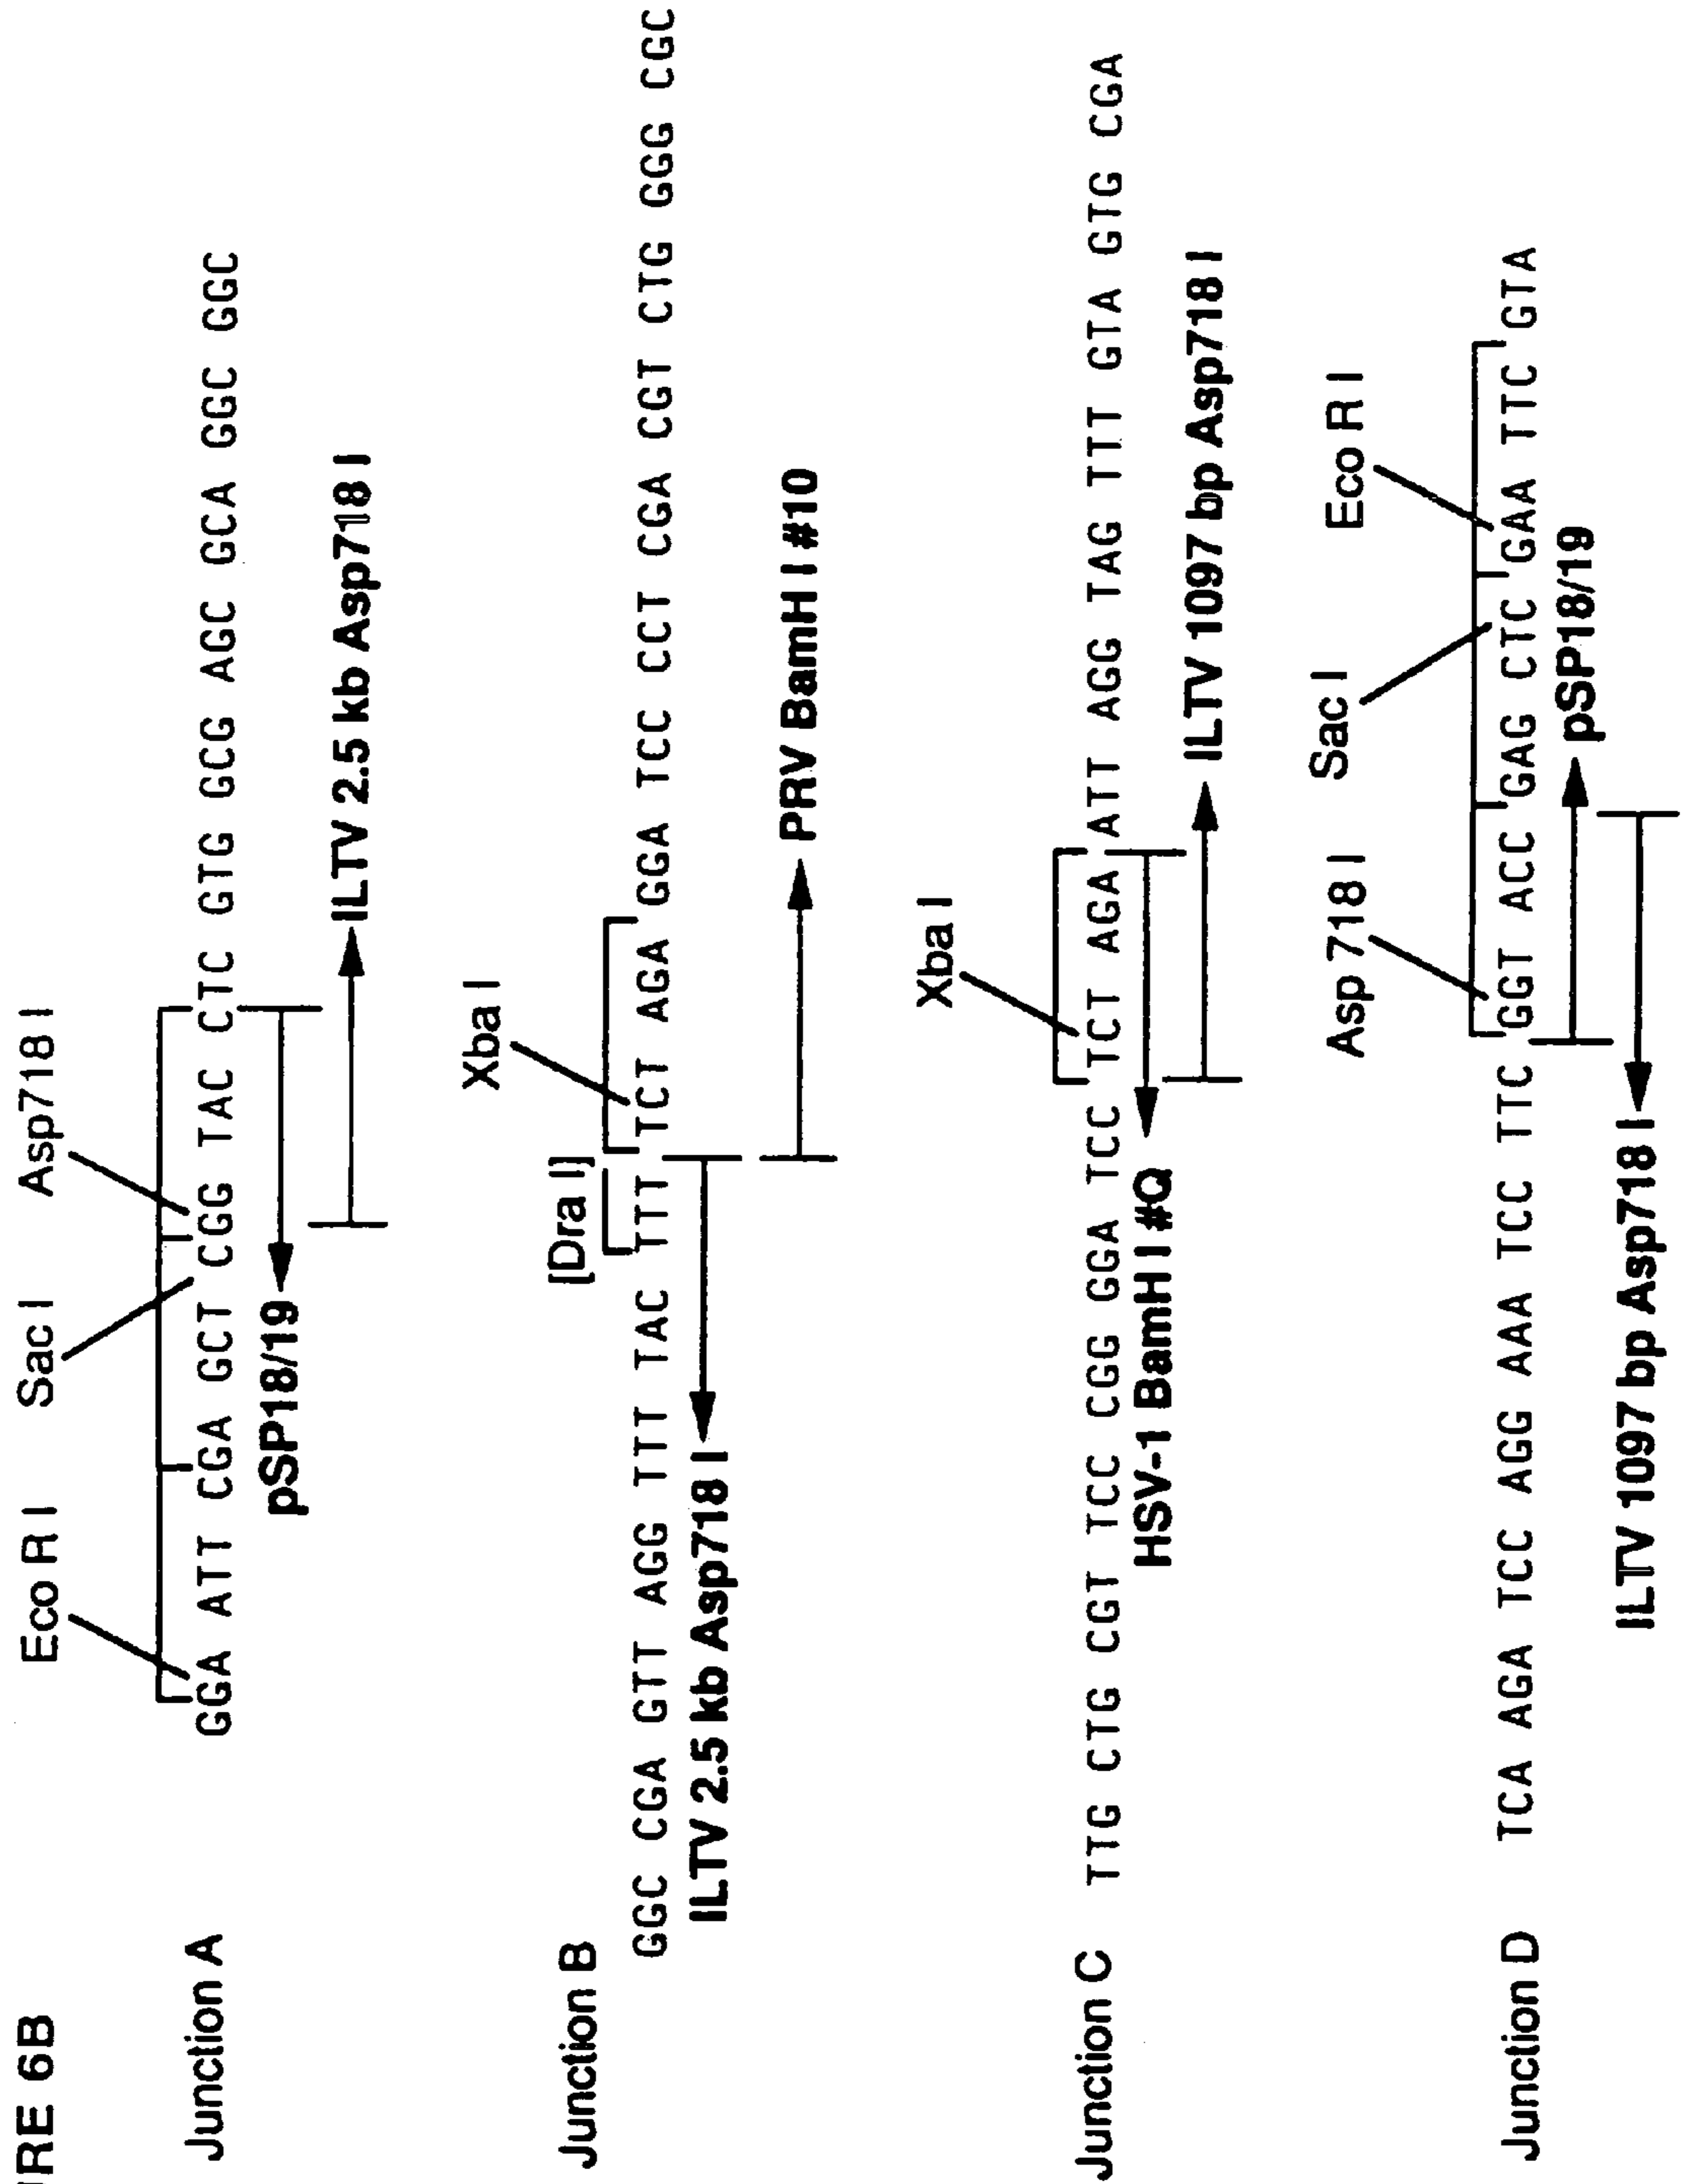 IRE 6B
Eco R I Sac I Asp718 I
Junction A GGA ATT CGA GCT CGG TAC CTC GTG GCG AGC GCA GGC GGC
pSP18/19
ILTV 2.5 kb Asp718 I
[Dra I] Xba I
Junction B
GGC CGA GTT AGG TTT TAC TTT TCT AGA GGA TCC CCT CGA CGT CTG GGG CGC
ILTV 2.5 kb Asp718 I
PRV BamH I #10
Xba I
Junction C TTG CTG CGT TCC CGG GGA TCC TCT AGA ATT AGG TAG TTT GTA GTG CGA
HSV-1 BamH I #Q
ILTV 1097 bp Asp718 I
Asp 718 I Sac I Eco R I
Junction D TCA AGA TCC AGG AAA TCC TTC GGT ACC GAG CTC GAA TTC GTA
pSP18/19
ILTV 1097 bp Asp718 I